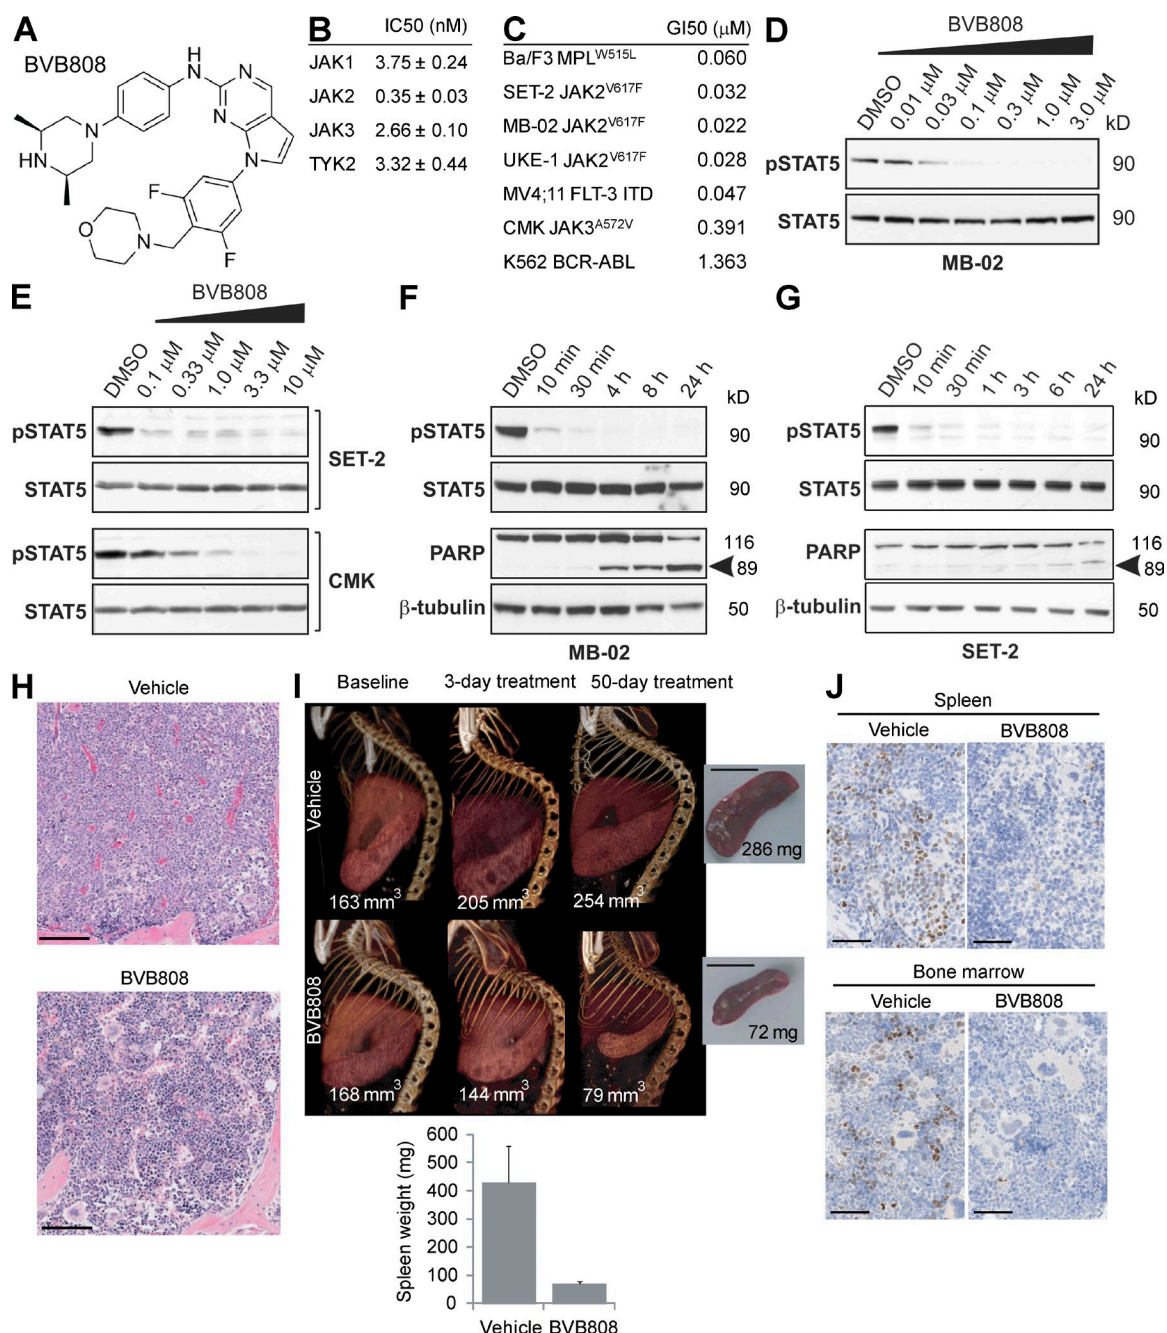 A
BVB808
H
N
N
N
N
N
N
HN
F
F
O
N
B
IC50 (nM)
JAK1 3.75 ± 0.24
JAK2 0.35 ± 0.03
JAK3 2.66 ± 0.10
TYK2 3.32 ± 0.44
C
GI50 (μM)
Ba/F3 MPL^W515L 0.060
SET-2 JAK2^V617F 0.032
MB-02 JAK2^V617F 0.022
UKE-1 JAK2^V617F 0.028
MV4;11 FLT-3 ITD 0.047
CMK JAK3^A572V 0.391
K562 BCR-ABL 1.363
D
BVB808
DMSO 0.01 μM 0.03 μM 0.1 μM 0.3 μM 1.0 μM 3.0 μM
kD
pSTAT5 90
STAT5 90
MB-02
E
BVB808
DMSO 0.1 μM 0.33 μM 1.0 μM 3.3 μM 10 μM
pSTAT5
STAT5
SET-2
pSTAT5
STAT5
CMK
F
DMSO 10 min 30 min 4 h 8 h 24 h
kD
pSTAT5 90
STAT5 90
PARP 116
89
β-tubulin 50
MB-02
G
DMSO 10 min 30 min 1 h 3 h 6 h 24 h
kD
pSTAT5 90
STAT5 90
PARP 116
89
β-tubulin 50
SET-2
H
Vehicle
BVB808
I
Baseline 3-day treatment 50-day treatment
Vehicle
163 mm³ 205 mm³ 254 mm³
286 mg
BVB808
168 mm³ 144 mm³ 79 mm³
72 mg
Spleen weight (mg)
600
500
400
300
200
100
0
Vehicle BVB808
J
Spleen
Vehicle BVB808
Bone marrow
Vehicle BVB808